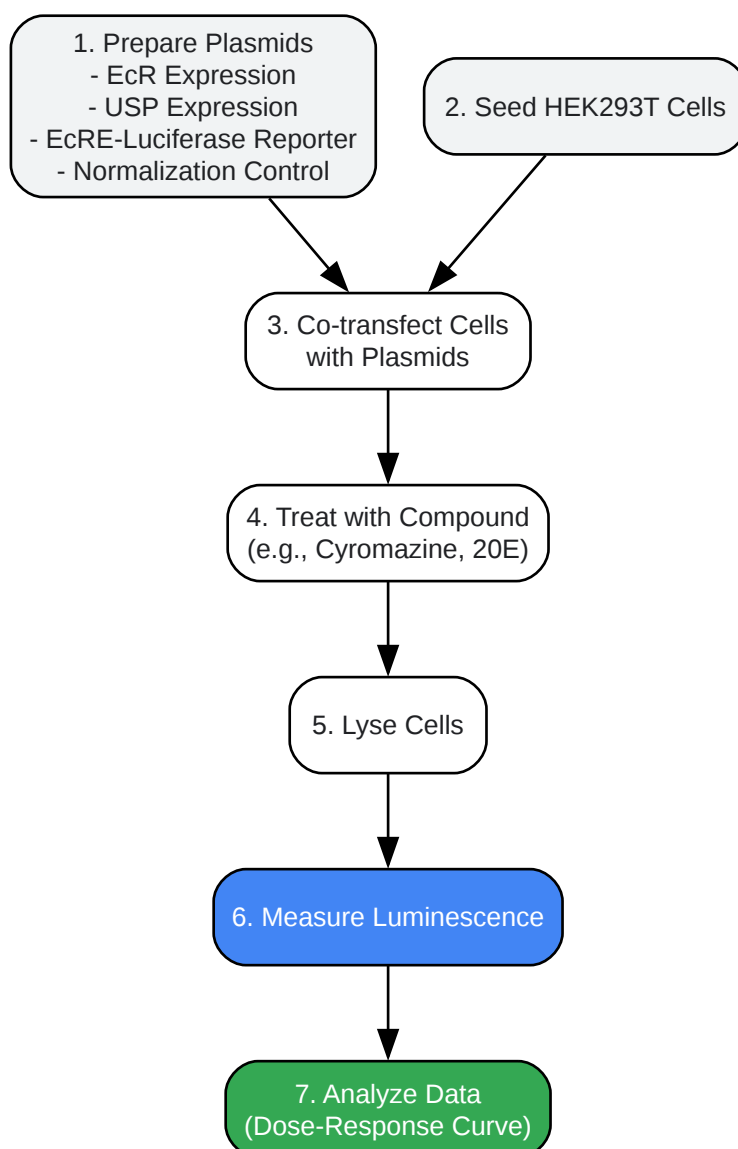 1. Prepare Plasmids
- EcR Expression
- USP Expression
- EcRE-Luciferase Reporter
- Normalization Control
2. Seed HEK293T Cells
3. Co-transfect Cells
with Plasmids
4. Treat with Compound
(e.g., Cyromazine, 20E)
5. Lyse Cells
6. Measure Luminescence
7. Analyze Data
(Dose-Response Curve)